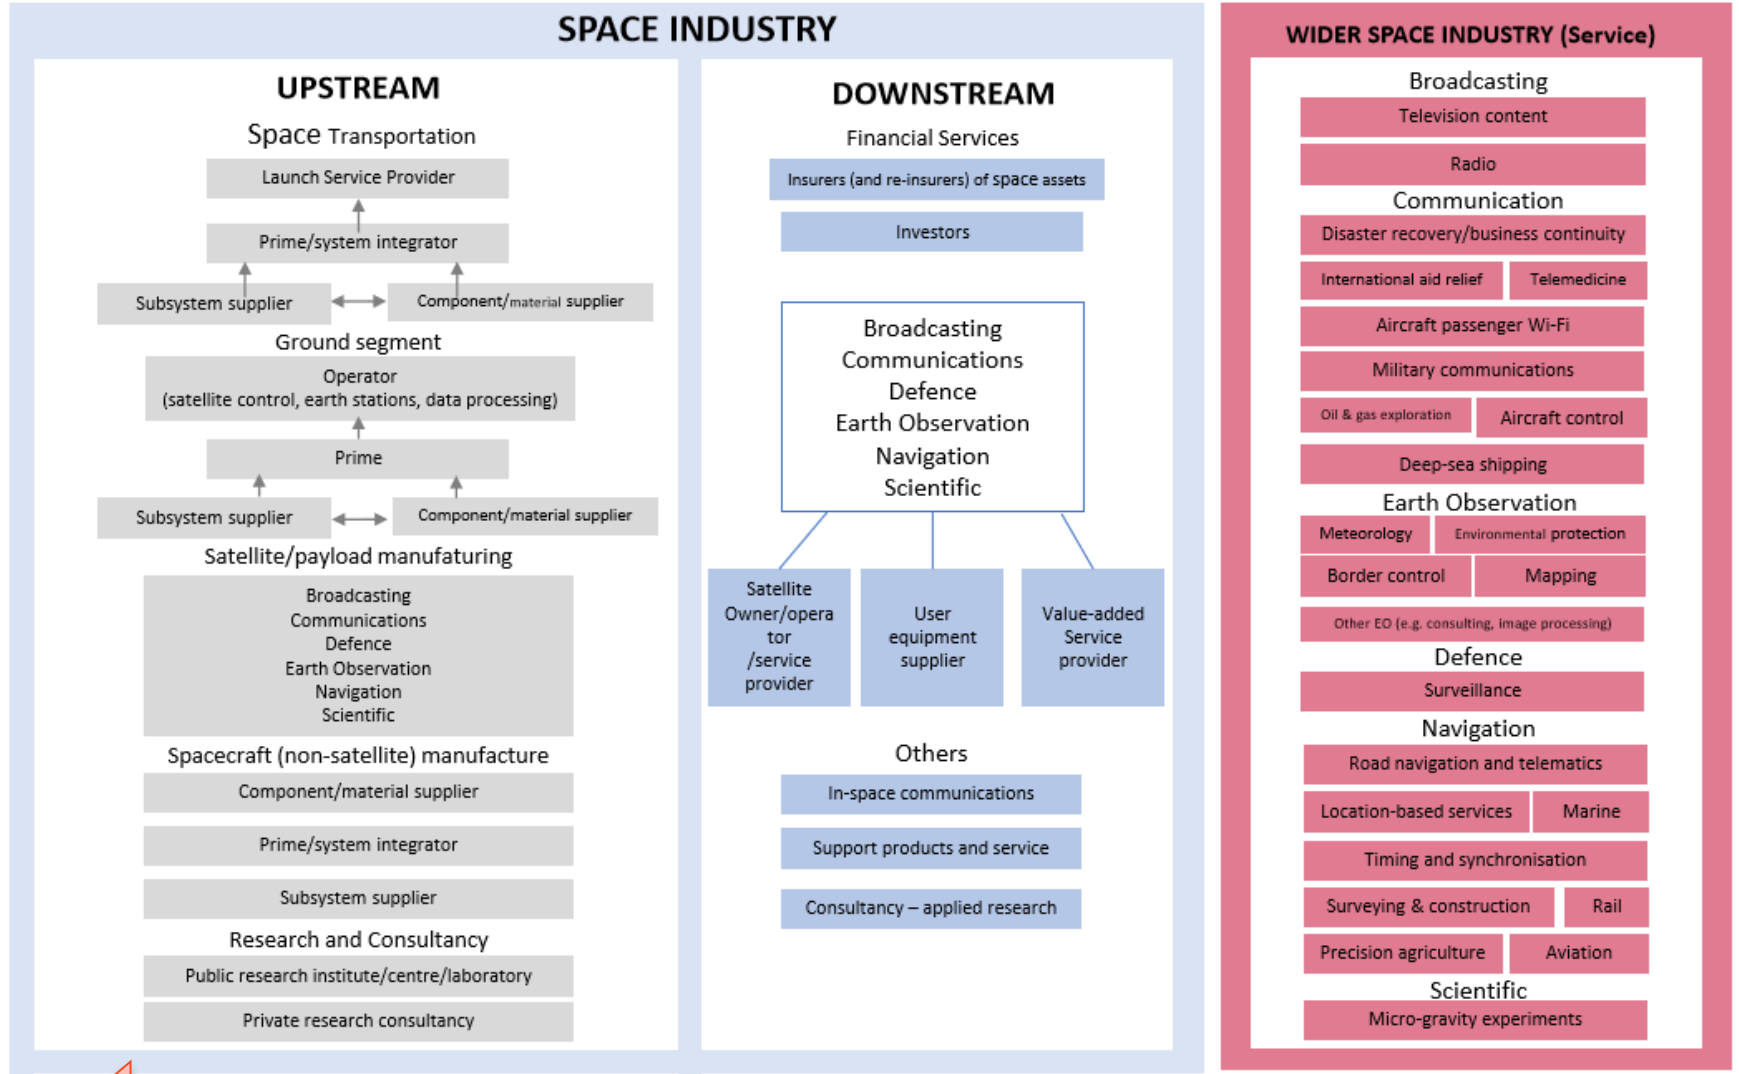 SPACE INDUSTRY
UPSTREAM
Space Transportation
Launch Service Provider
Prime/system integrator
Subsystem supplier
Component/material supplier
Ground segment
Operator
(satellite control, earth stations, data processing)
Prime
Subsystem supplier
Component/material supplier
Satellite/payload manufaturing
Broadcasting
Communications
Defence
Earth Observation
Navigation
Scientific
Spacecraft (non-satellite) manufacture
Component/material supplier
Prime/system integrator
Subsystem supplier
Research and Consultancy
Public research institute/centre/laboratory
Private research consultancy
DOWNSTREAM
Financial Services
Insurers (and re-insurers) of space assets
Investors
Broadcasting
Communications
Defence
Earth Observation
Navigation
Scientific
Satellite
Owner/opera
tor
/service
provider
User
equipment
supplier
Value-added
Service
provider
Others
In-space communications
Support products and service
Consultancy – applied research
WIDER SPACE INDUSTRY (Service)
Broadcasting
Television content
Radio
Communication
Disaster recovery/business continuity
International aid relief
Telemedicine
Aircraft passenger Wi-Fi
Military communications
Oil & gas exploration
Aircraft control
Deep-sea shipping
Earth Observation
Meteorology
Environmental protection
Border control
Mapping
Other EO (e.g. consulting, image processing)
Defence
Surveillance
Navigation
Road navigation and telematics
Location-based services
Marine
Timing and synchronisation
Surveying & construction
Rail
Precision agriculture
Aviation
Scientific
Micro-gravity experiments